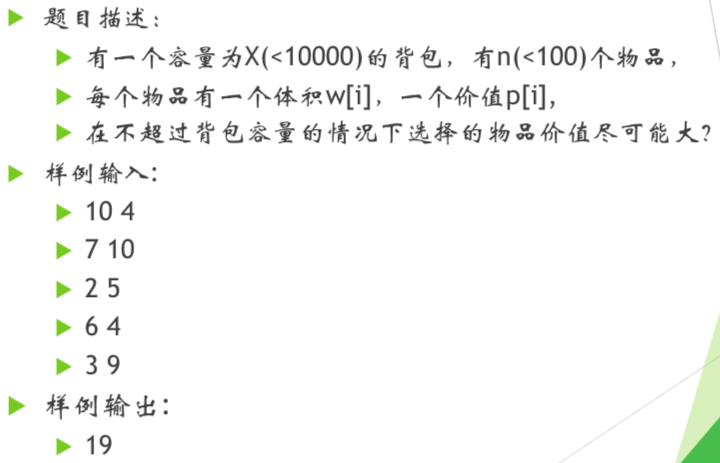 题目描述：
有一个容量为X(<10000)的背包，有n(<100)个物品，
每个物品有一个体积w[i]，一个价值p[i]，
在不超过背包容量的情况下选择的物品价值尽可能大？
样例输入：
10 4
7 10
2 5
6 4
3 9
样例输出：
19